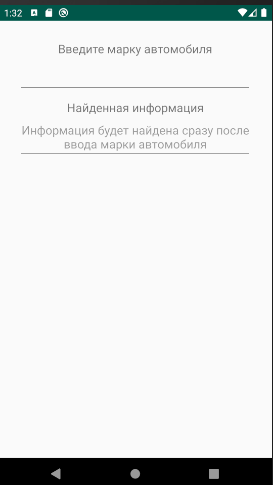 1:32
Введите марку автомобиля
Найденная информация
Информация будет найдена сразу после
ввода марки автомобиля